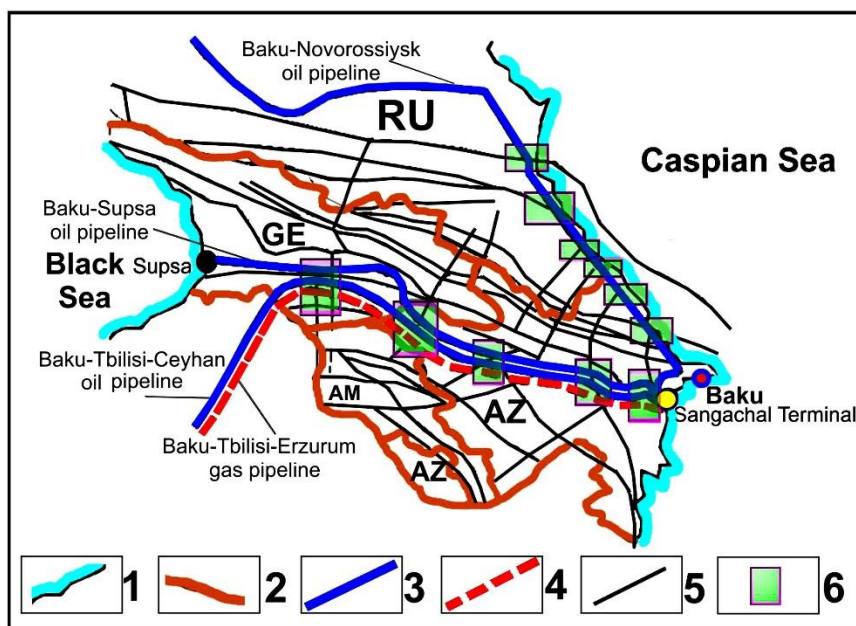 Baku-Novorossiysk
oil pipeline
RU
Caspian Sea
Baku-Supsa
oil pipeline
GE
Black
Sea
Supsa
Baku-Tbilisi-Ceyhan
oil pipeline
AM
AZ
Baku
Sangachal Terminal
Baku-Tbilisi-Erzurum
gas pipeline
AZ
1
2
3
4
5
6